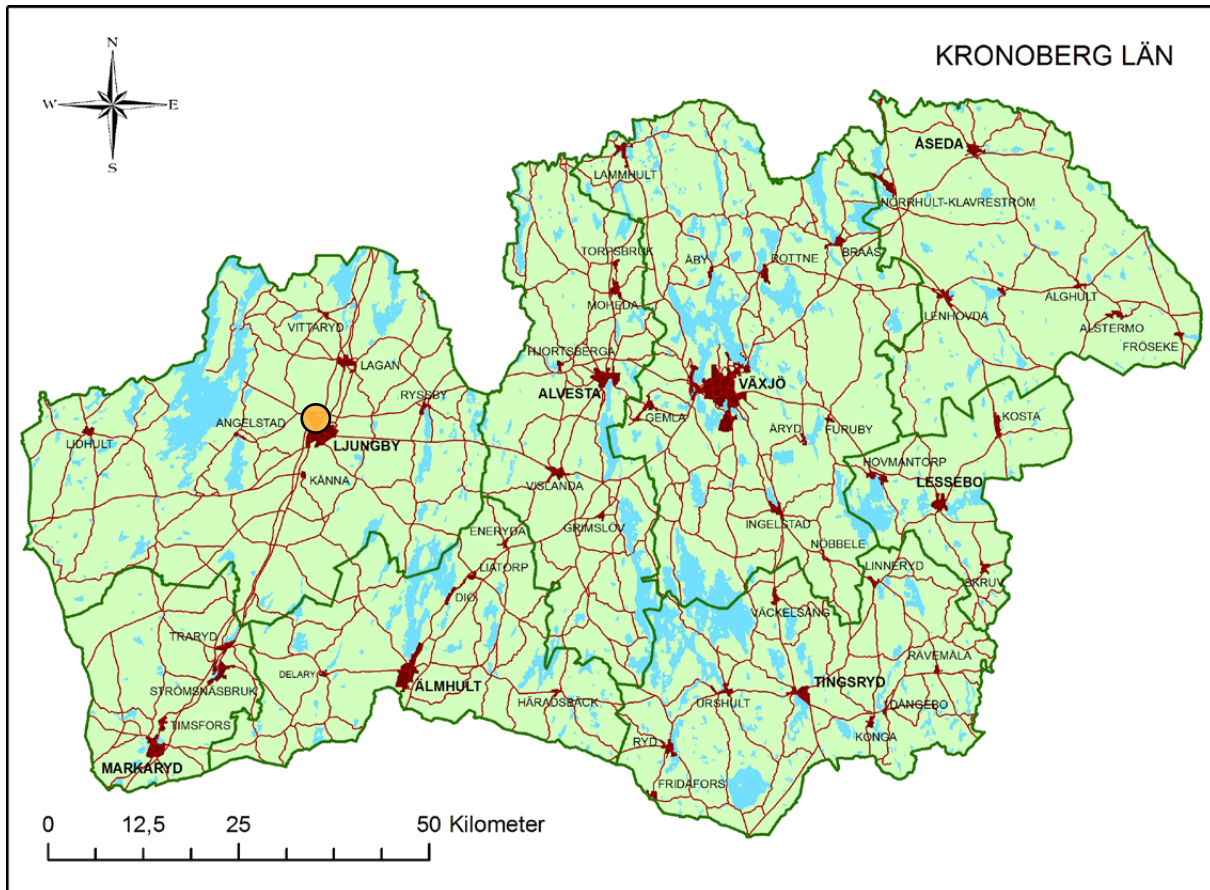 N
KRONOBERG LÄN
W
E
S
ÅSEDA
LAMMHULT
NORRHULT-KLAVRESTRÖM
TORPSBRUK
ÅBY
ROTTNE
BRAÅS
MOHEDA
ÄLGHULT
LENHOVDA
ALSTERMO
VITTARYD
FRÖSEKE
HJORTSBERGA
LAGAN
VÄXJÖ
ALVESTA
RYSSBY
GEMLA
KOSTA
ANGELSTAD
FURUBY
LIDHULT
LJUNGBY
ÅRYD
HOVMANTORP
KÅNNA
LESSEBO
VISLANDA
GRIMSLÖV
INGELSTAD
ENERYDA
NÖBBELE
LINNERYD
LIATORP
SKRUV
DIÖ
VÄCKELSÅNG
TRARYD
RÄVEMÅLA
DELARY
ÄLMHULT
TINGSRYD
STRÖMSNÄSBRUK
HÄRADSBÄCK
URSHULT
DÅNGEBO
TIMSFORS
KONGA
RYD
MARKARYD
FRIDAFORS
0 12,5 25 50 Kilometer